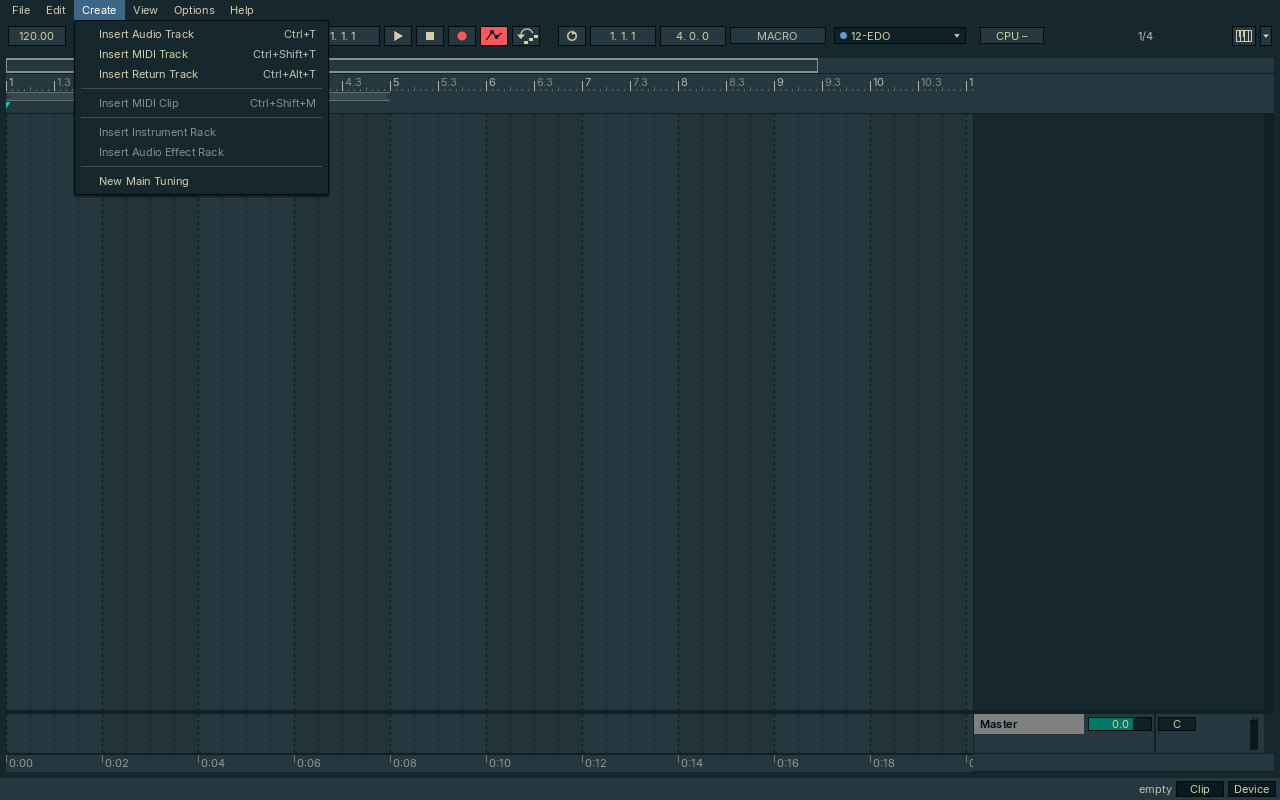 File Edit Create View Options Help
120.00 1. 1. 1 1. 1. 1 4. 0. 0 MACRO 12-EDO CPU – 1/4
Insert Audio Track Ctrl+T
Insert MIDI Track Ctrl+Shift+T
Insert Return Track Ctrl+Alt+T
Insert MIDI Clip Ctrl+Shift+M
Insert Instrument Rack
Insert Audio Effect Rack
New Main Tuning
1 1.3 4.3 5 5.3 6 6.3 7 7.3 8 8.3 9 9.3 10 10.3 1
Master 0.0 C
0:00 0:02 0:04 0:06 0:08 0:10 0:12 0:14 0:16 0:18
empty Clip Device